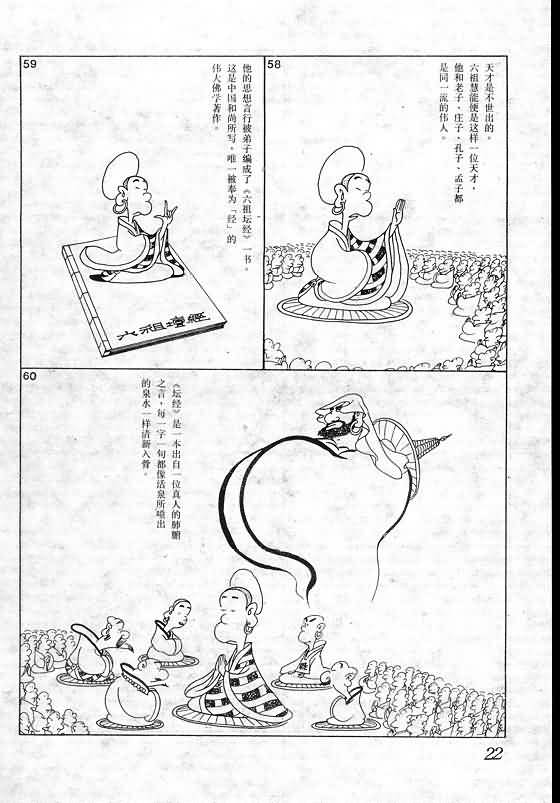 58
天才是不世出的。
六祖慧能便是这样一位天才，
他和老子、庄子、孔子、孟子都
是同一流的伟人。
59
他的思想言行被弟子编成了《六祖坛经》一书。
这是中国和尚所写，唯一被奉为「经」的
伟大佛学著作。
六祖壇經
60
《坛经》是一本出自一位真人的肺腑
之言，每一字一句都像活泉所喷出
的泉水一样清新入骨。
22